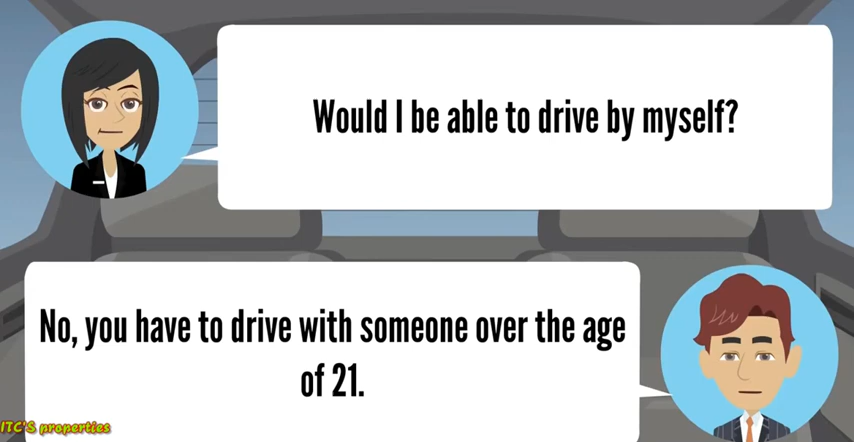 Would I be able to drive by myself?
No, you have to drive with someone over the age
of 21.
ITC'S properties